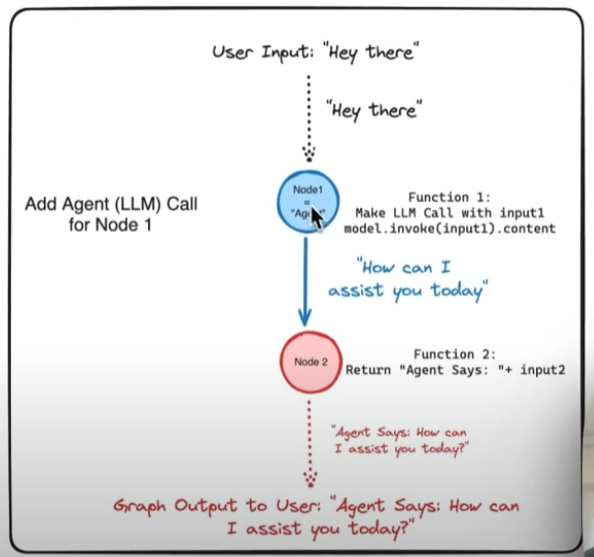 User Input: "Hey there"
"Hey there"
Add Agent (LLM) Call
for Node 1
Node1
=
Function 1:
Make LLM Call with input1
model.invoke(input1).content
"How can I
assist you today"
Node 2
Function 2:
Return "Agent Says: "+ input2
"Agent Says: How can
I assist you today?"
Graph Output to User: "Agent Says: How can
I assist you today?"